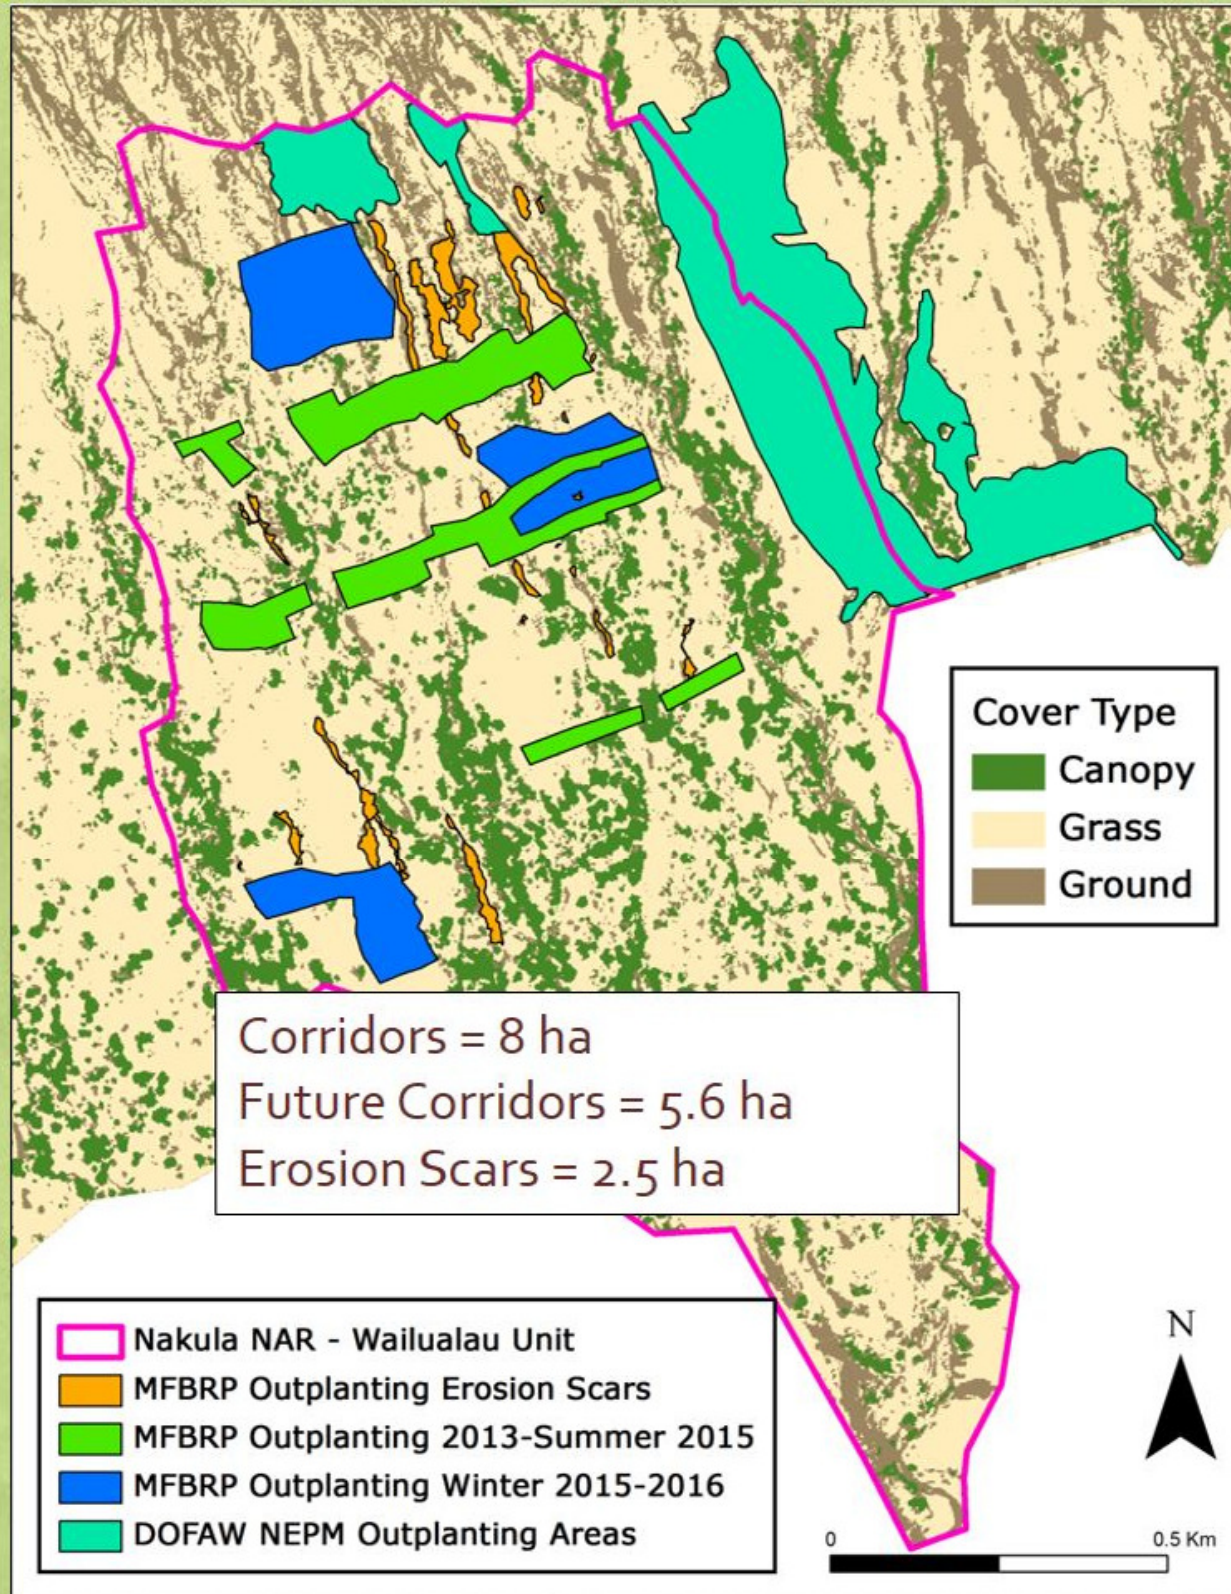 Cover Type
Canopy
Grass
Ground
Corridors = 8 ha
Future Corridors = 5.6 ha
Erosion Scars = 2.5 ha
Nakula NAR - Wailualau Unit
MFBRP Outplanting Erosion Scars
MFBRP Outplanting 2013-Summer 2015
MFBRP Outplanting Winter 2015-2016
DOFAW NEPM Outplanting Areas
N
0 0.5 Km